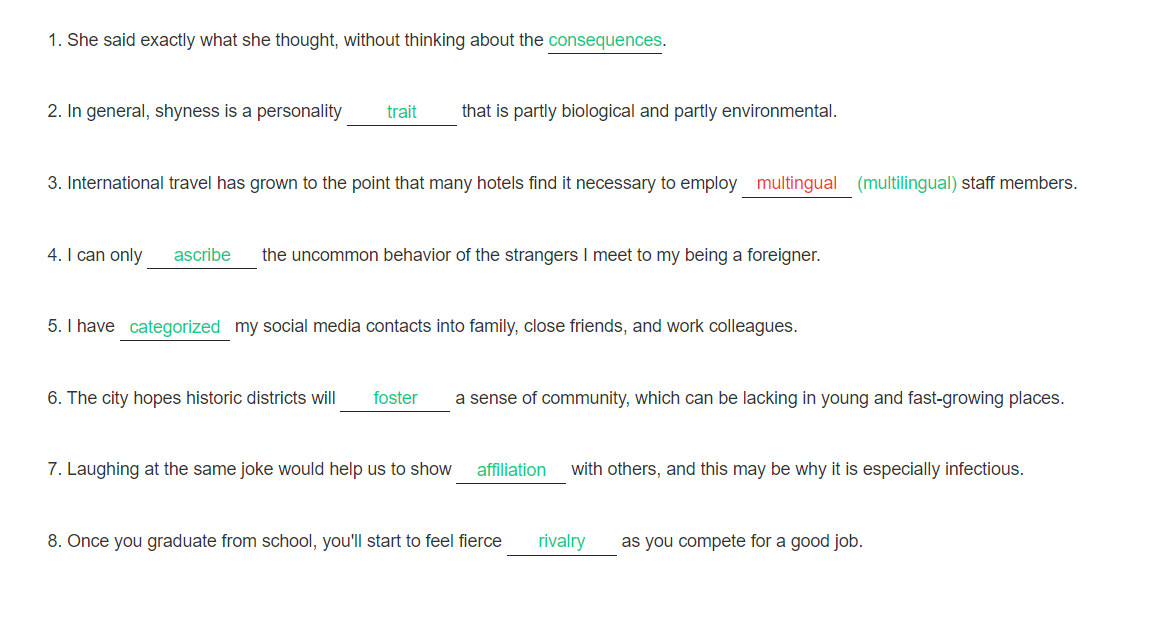 1. She said exactly what she thought, without thinking about the consequences.
2. In general, shyness is a personality trait that is partly biological and partly environmental.
3. International travel has grown to the point that many hotels find it necessary to employ multingual (multilingual) staff members.
4. I can only ascribe the uncommon behavior of the strangers I meet to my being a foreigner.
5. I have categorized my social media contacts into family, close friends, and work colleagues.
6. The city hopes historic districts will foster a sense of community, which can be lacking in young and fast-growing places.
7. Laughing at the same joke would help us to show affiliation with others, and this may be why it is especially infectious.
8. Once you graduate from school, you'll start to feel fierce rivalry as you compete for a good job.